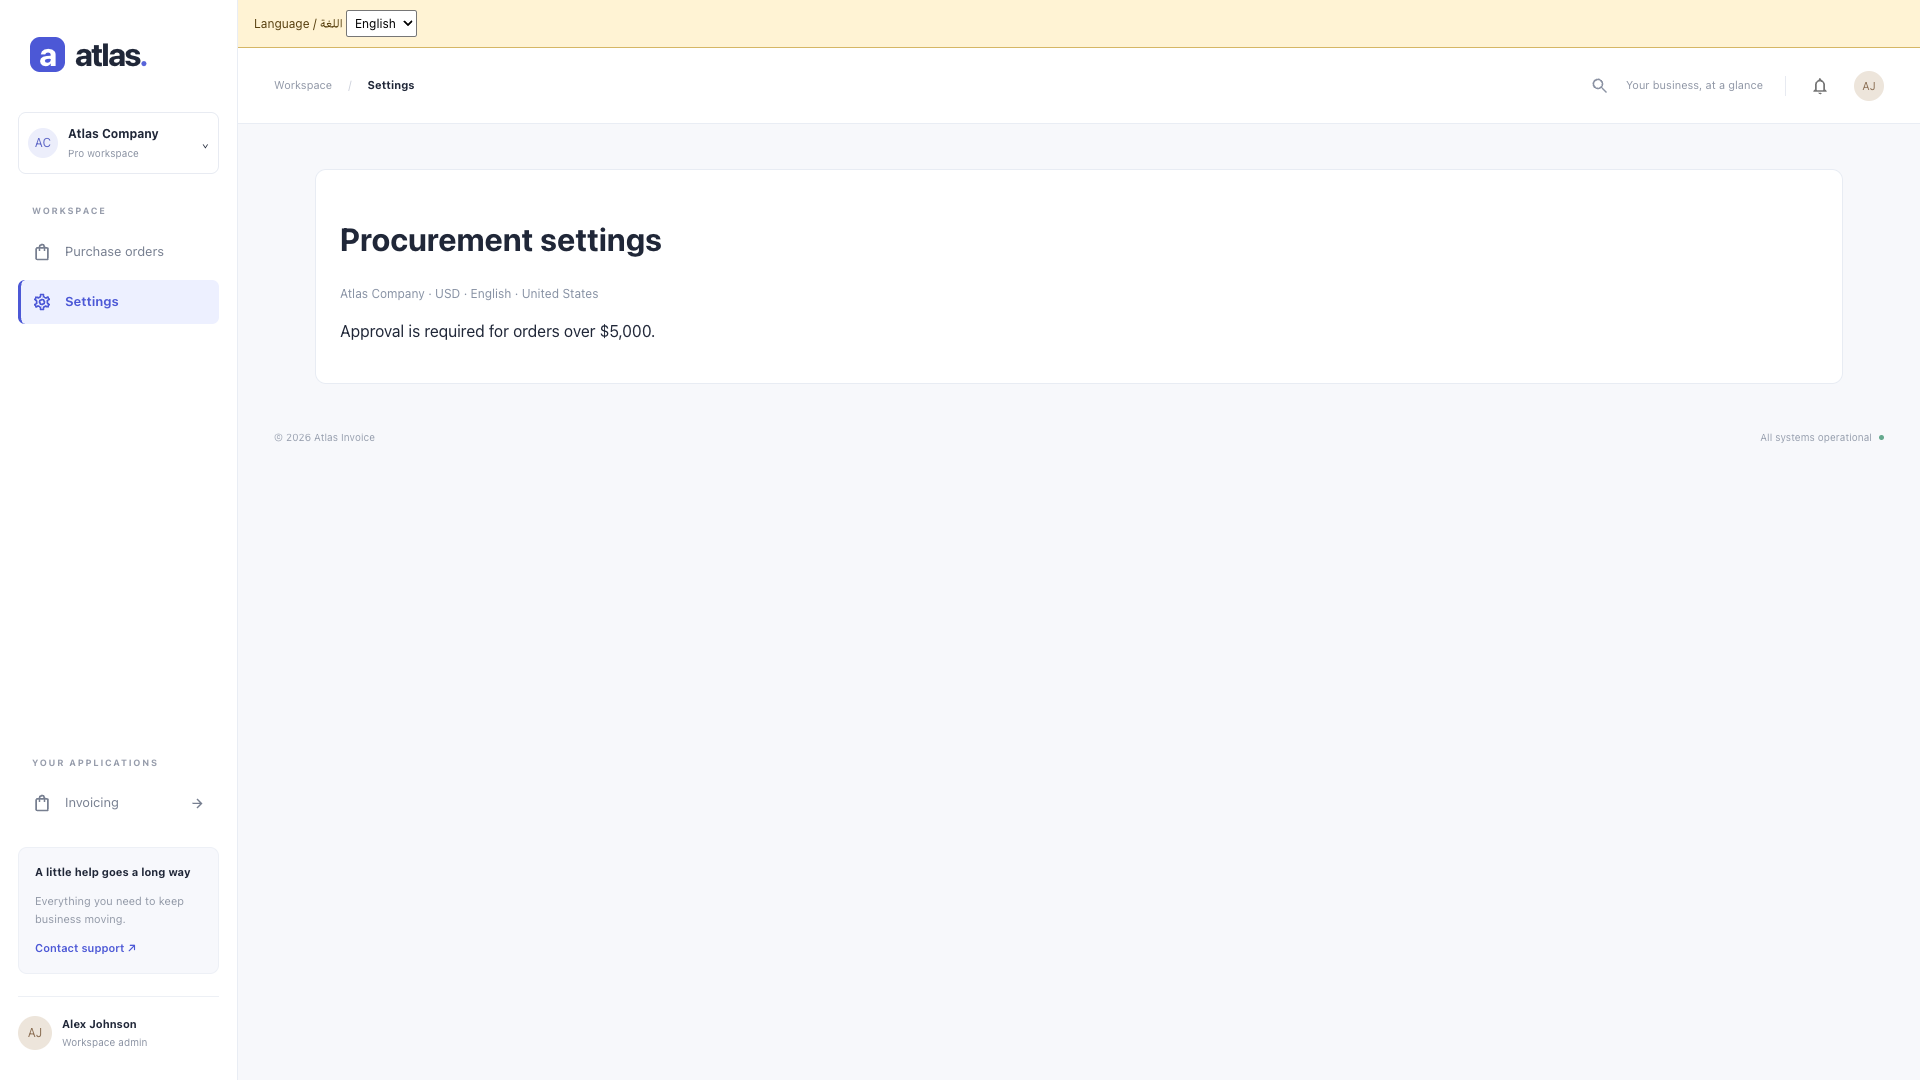 Language / اللغة English
a atlas.
Workspace / Settings
Your business, at a glance
AJ
AC
Atlas Company
Pro workspace
WORKSPACE
Purchase orders
Settings
Procurement settings
Atlas Company · USD · English · United States
Approval is required for orders over $5,000.
© 2026 Atlas Invoice
All systems operational
YOUR APPLICATIONS
Invoicing
A little help goes a long way
Everything you need to keep
business moving.
Contact support ↗
AJ
Alex Johnson
Workspace admin